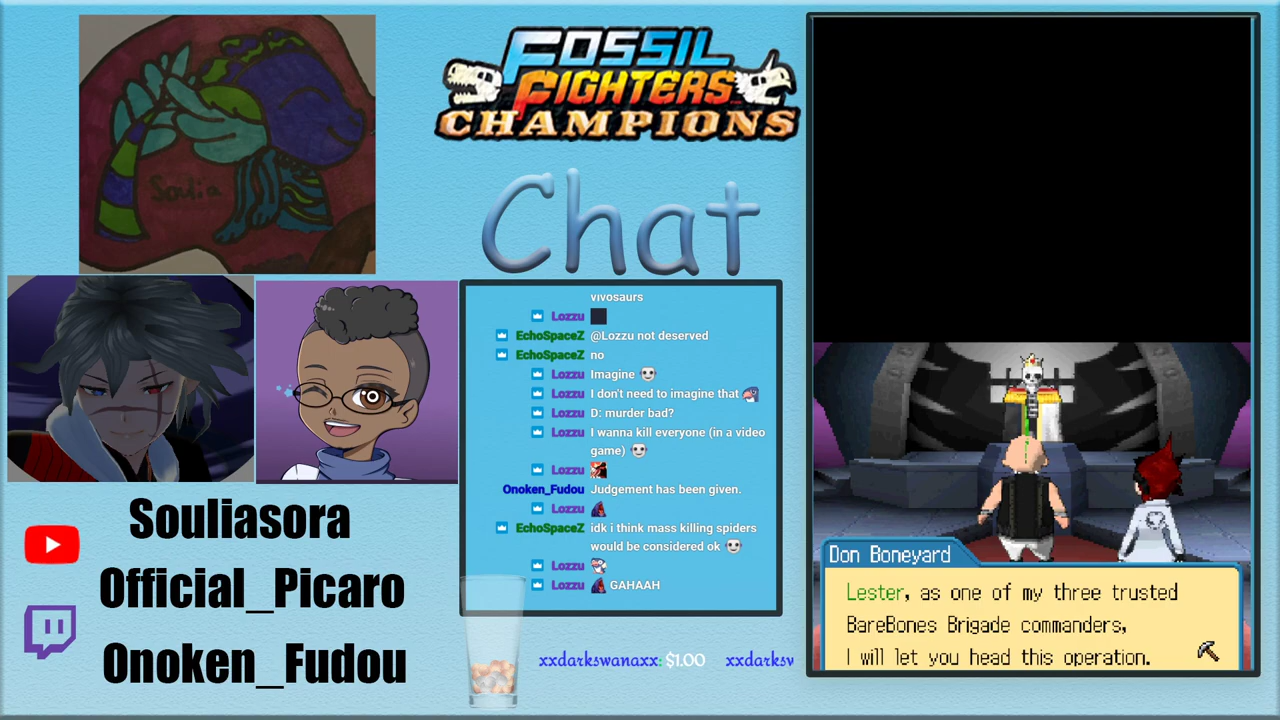 Soulia
FOSSIL
FIGHTERS
CHAMPIONS
Chat
vivosaurs
Lozzu
EchoSpaceZ @Lozzu not deserved
EchoSpaceZ no
Lozzu Imagine
Lozzu I don't need to imagine that
Lozzu D: murder bad?
Lozzu I wanna kill everyone (in a video
game)
Lozzu
Onoken_Fudou Judgement has been given.
Lozzu
EchoSpaceZ idk i think mass killing spiders
would be considered ok
Lozzu
Lozzu GAHAAH
Souliasora
Official_Picaro
Onoken_Fudou
xxdarkswanaxx: $1.00 xxdarksw
Don Boneyard
Lester, as one of my three trusted
BareBones Brigade commanders,
I will let you head this operation.